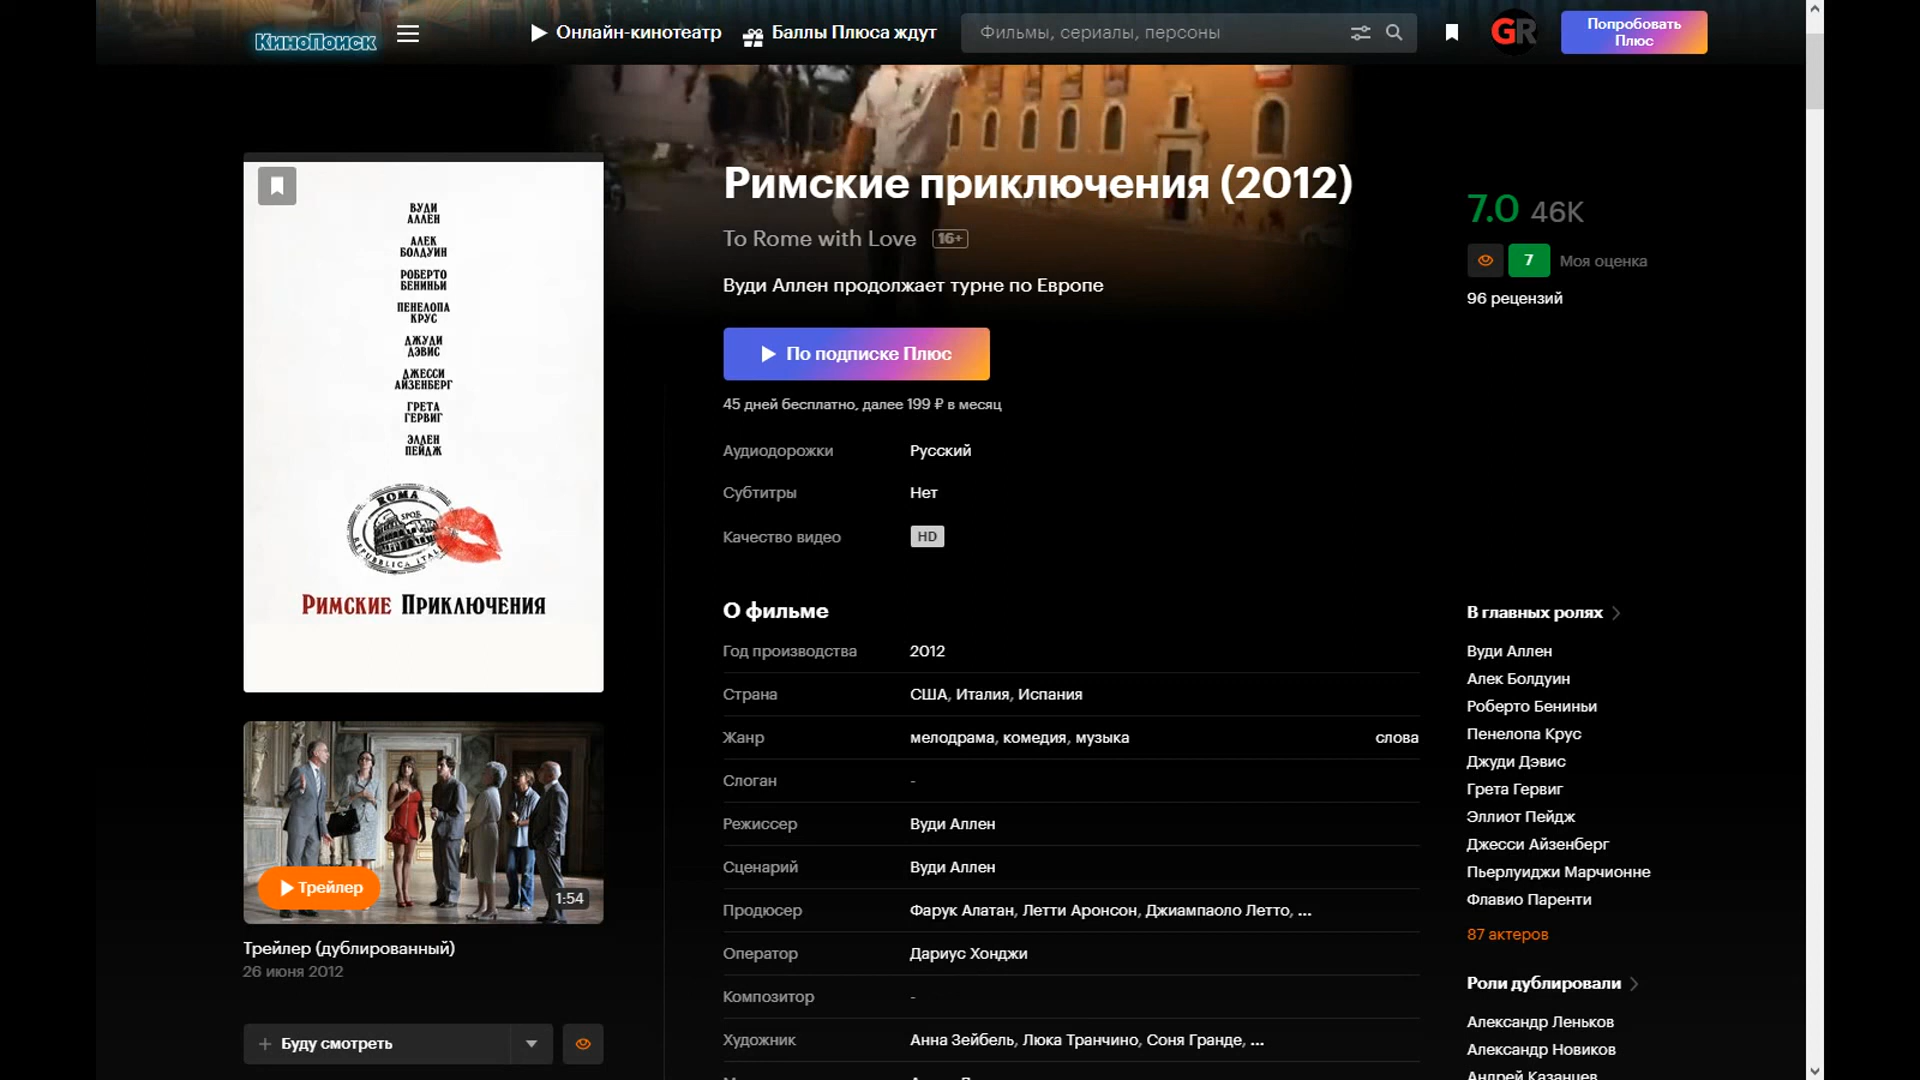 КиноПоиск
Онлайн-кинотеатр
Баллы Плюса ждут
Фильмы, сериалы, персоны
GR
Попробовать
Плюс
ВУДИ
АЛЛЕН
АЛЕК
БОЛДУИН
РОБЕРТО
БЕНИНЬИ
ПЕНЕЛОПА
КРУС
ДЖУДИ
ДЭВИС
ДЖЕССИ
АЙЗЕНБЕРГ
ГРЕТА
ГЕРВИГ
ЭЛЛЕН
ПЕЙДЖ
ROMA
SPQR
REPUBBLICA ITAL
Римские Приключения
Трейлер
1:54
Трейлер (дублированный)
26 июня 2012
Буду смотреть
Римские приключения (2012)
To Rome with Love 16+
Вуди Аллен продолжает турне по Европе
По подписке Плюс
45 дней бесплатно, далее 199 ₽ в месяц
Аудиодорожки Русский
Субтитры Нет
Качество видео HD
О фильме
Год производства 2012
Страна США, Италия, Испания
Жанр мелодрама, комедия, музыка слова
Слоган -
Режиссер Вуди Аллен
Сценарий Вуди Аллен
Продюсер Фарук Алатан, Летти Аронсон, Джиампаоло Летто, ...
Оператор Дариус Хонджи
Композитор -
Художник Анна Зейбель, Люка Транчино, Соня Гранде, ...
7.0 46K
7 Моя оценка
96 рецензий
В главных ролях
Вуди Аллен
Алек Болдуин
Роберто Бениньи
Пенелопа Крус
Джуди Дэвис
Грета Гервиг
Эллиот Пейдж
Джесси Айзенберг
Пьерлуиджи Марчионне
Флавио Паренти
87 актеров
Роли дублировали
Александр Леньков
Александр Новиков
Андрей Казанцев